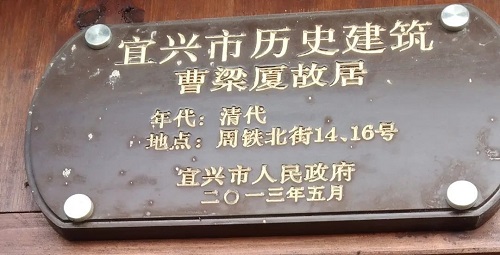 宜兴市历史建筑
曹梁厦故居
年代：清代
地点：周铁北街14、16号
宜兴市人民政府
二〇一三年五月